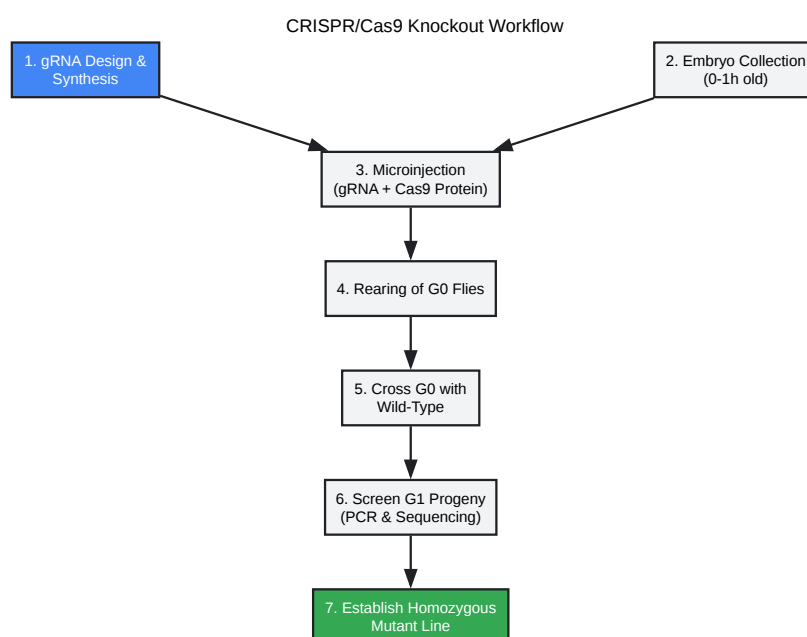 CRISPR/Cas9 Knockout Workflow
1. gRNA Design &
Synthesis
2. Embryo Collection
(0-1h old)
3. Microinjection
(gRNA + Cas9 Protein)
4. Rearing of G0 Flies
5. Cross G0 with
Wild-Type
6. Screen G1 Progeny
(PCR & Sequencing)
7. Establish Homozygous
Mutant Line